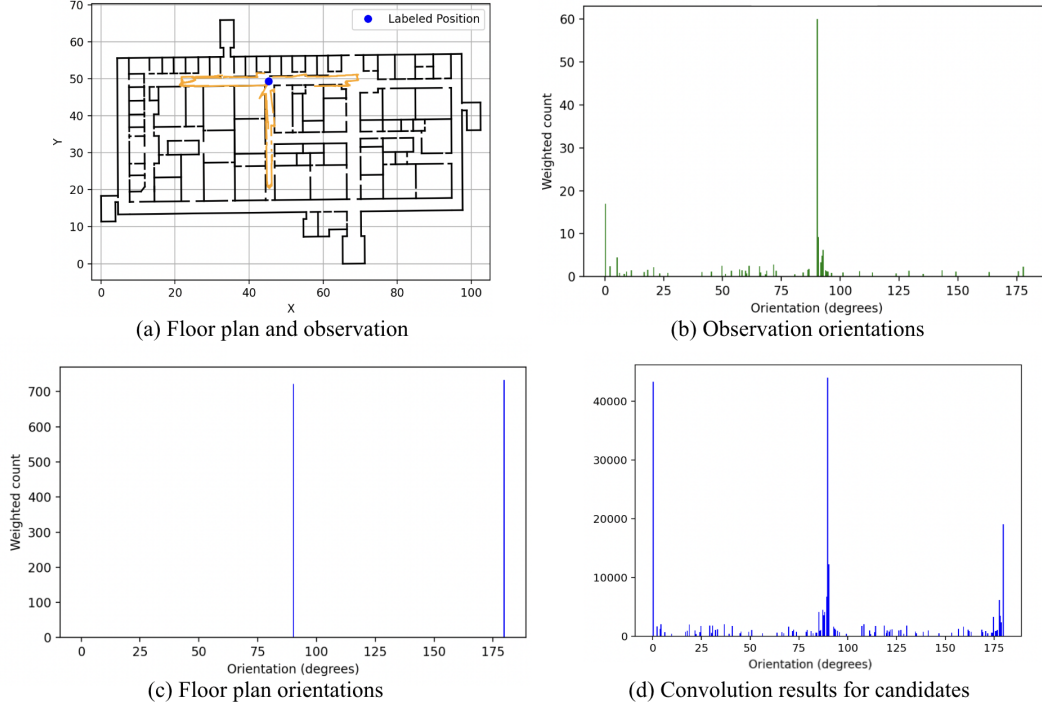 70
60
50
40
30
20
10
0
Y
0 20 40 60 80 100
X
Labeled Position
(a) Floor plan and observation
60
50
40
30
20
10
0
Weighted count
0 25 50 75 100 125 150 175
Orientation (degrees)
(b) Observation orientations
700
600
500
400
300
200
100
0
Weighted count
0 25 50 75 100 125 150 175
Orientation (degrees)
(c) Floor plan orientations
40000
30000
20000
10000
0
0 25 50 75 100 125 150 175
Orientation (degrees)
(d) Convolution results for candidates